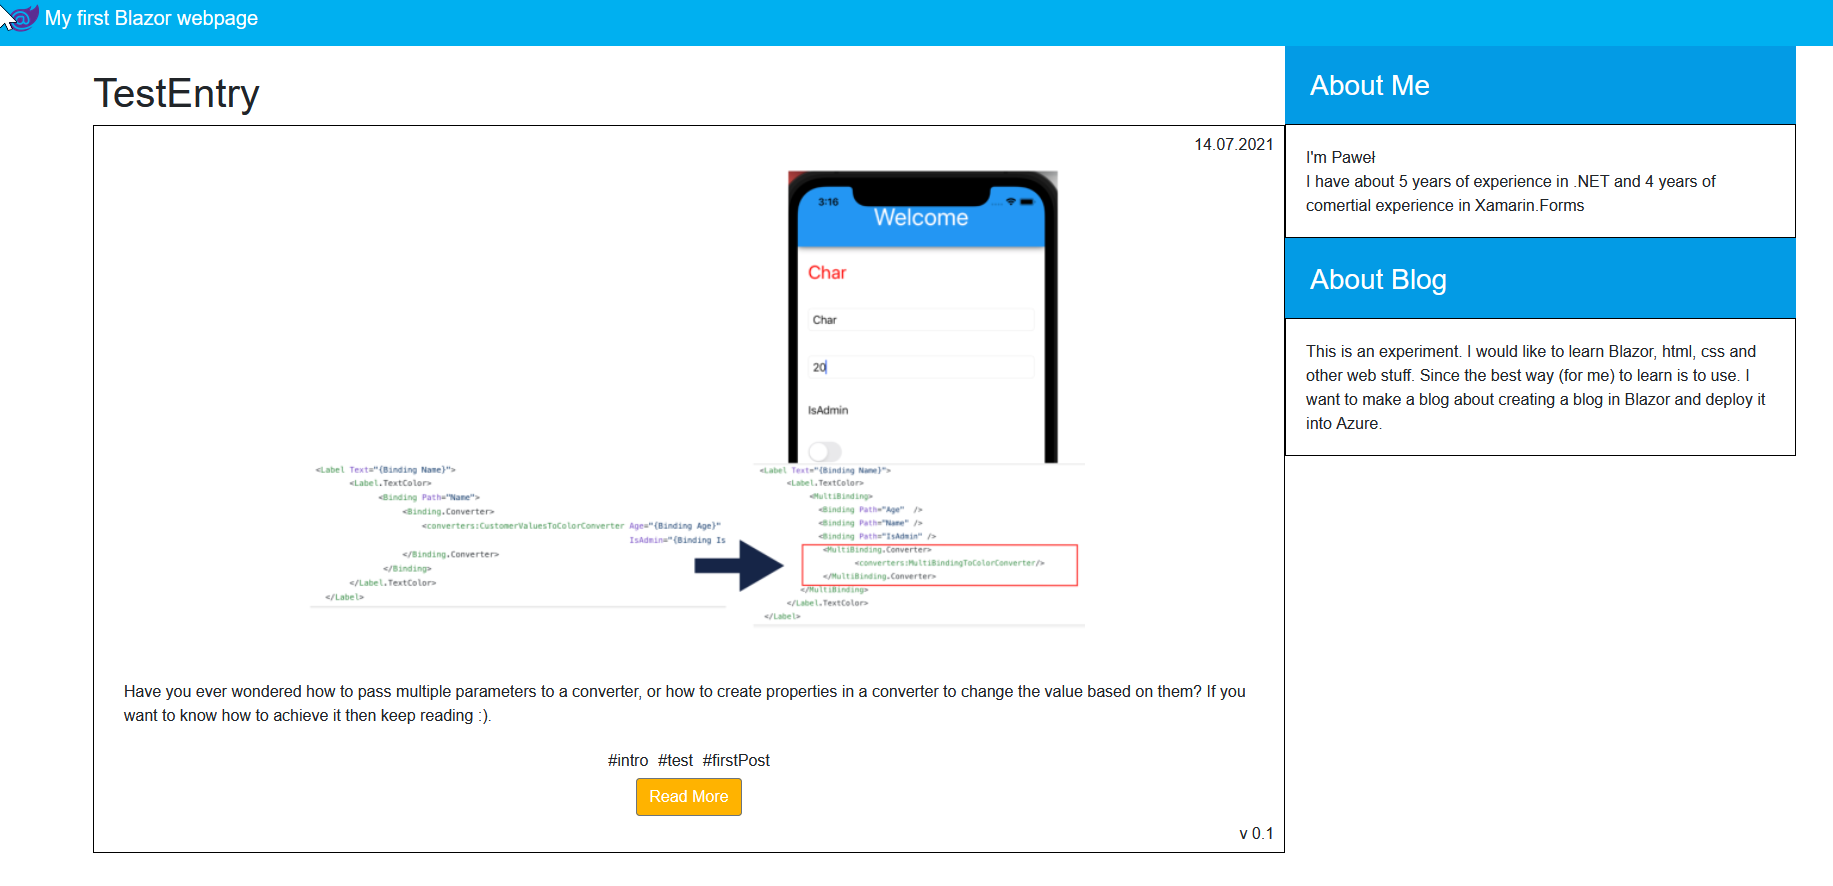 My first Blazor webpage
TestEntry
14.07.2021
3:16
Welcome
Char
Char
20
IsAdmin
<Label Text="{Binding Name}">
<Label.TextColor>
<Binding Path="Name">
<Binding.Converter>
<converters:CustomerValuesToColorConverter Age="{Binding Age}"
IsAdmin="{Binding Is
</Binding.Converter>
</Binding>
</Label.TextColor>
</Label>
<Label Text="{Binding Name}">
<Label.TextColor>
<MultiBinding>
<Binding Path="Age" />
<Binding Path="Name" />
<Binding Path="IsAdmin" />
<MultiBinding.Converter>
<converters:MultiBindingToColorConverter/>
</MultiBinding.Converter>
</MultiBinding>
</Label.TextColor>
</Label>
Have you ever wondered how to pass multiple parameters to a converter, or how to create properties in a converter to change the value based on them? If you
want to know how to achieve it then keep reading :).
#intro #test #firstPost
Read More
v 0.1
About Me
I'm Paweł
I have about 5 years of experience in .NET and 4 years of
comertial experience in Xamarin.Forms
About Blog
This is an experiment. I would like to learn Blazor, html, css and
other web stuff. Since the best way (for me) to learn is to use. I
want to make a blog about creating a blog in Blazor and deploy it
into Azure.